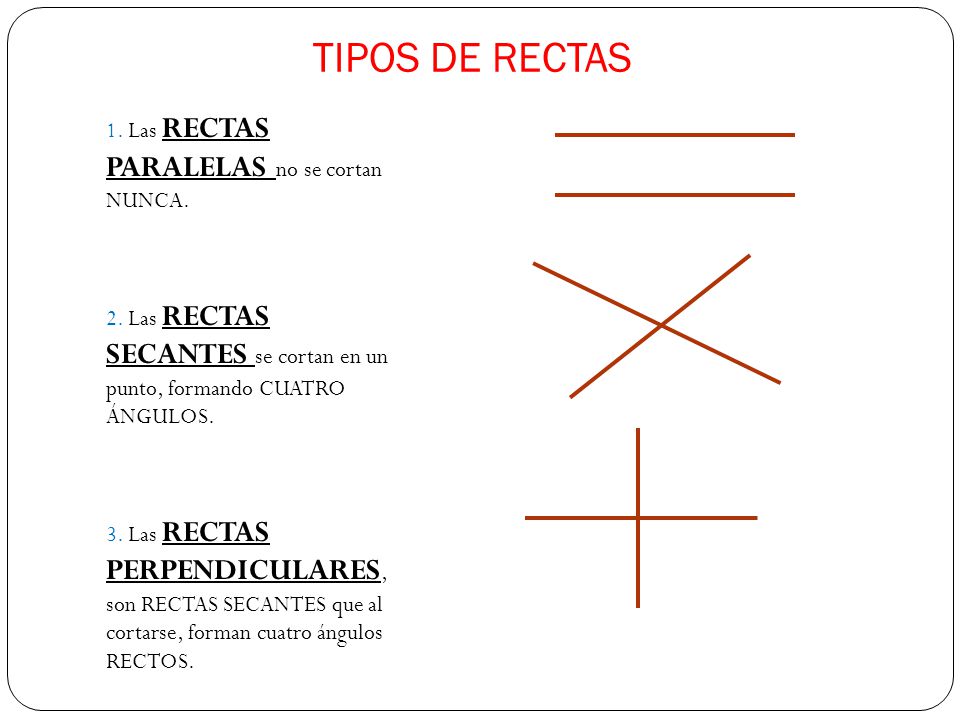 TIPOS DE RECTAS
1. Las RECTAS
PARALELAS no se cortan
NUNCA.
2. Las RECTAS
SECANTES se cortan en un
punto, formando CUATRO
ÁNGULOS.
3. Las RECTAS
PERPENDICULARES,
son RECTAS SECANTES que al
cortarse, forman cuatro ángulos
RECTOS.